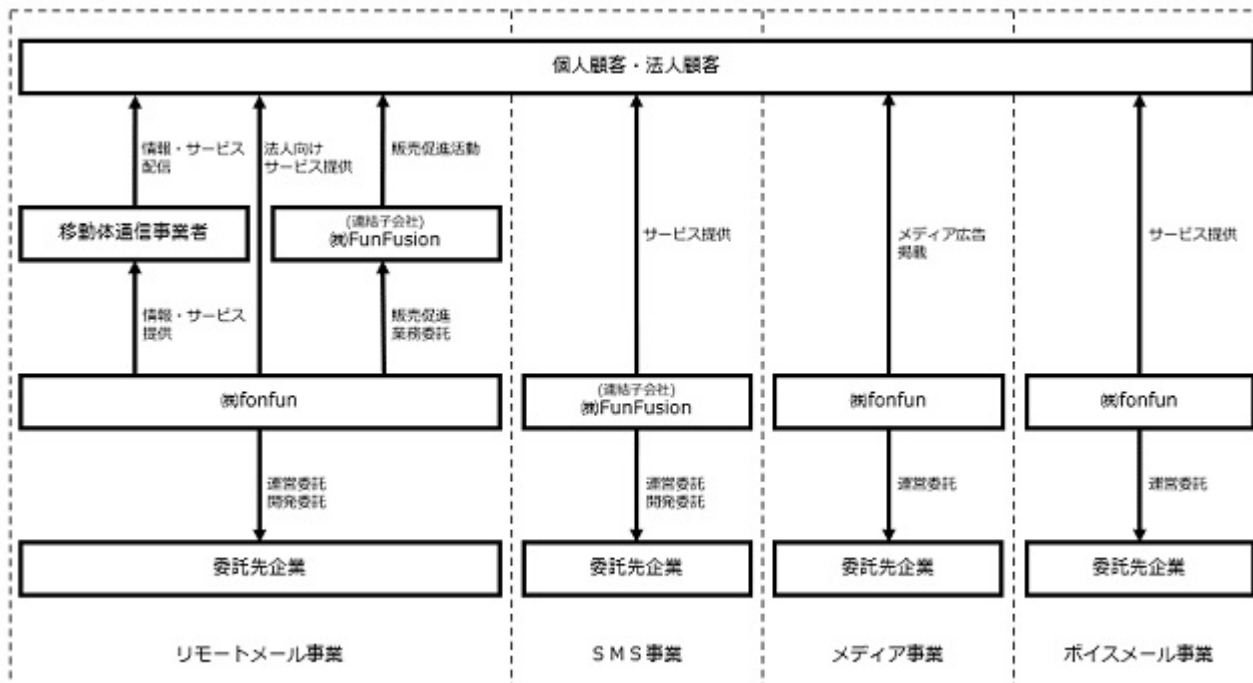 個人顧客・法人顧客
情報・サービス
配信
法人向け
サービス提供
販売促進活動
移動体通信事業者
(連結子会社)
㈱FunFusion
サービス提供
メディア広告
掲載
サービス提供
情報・サービス
提供
販売促進
業務委託
㈱fonfun
(連結子会社)
㈱FunFusion
㈱fonfun
㈱fonfun
運営委託
開発委託
運営委託
開発委託
運営委託
運営委託
委託先企業
委託先企業
委託先企業
委託先企業
リモートメール事業
ＳＭＳ事業
メディア事業
ボイスメール事業